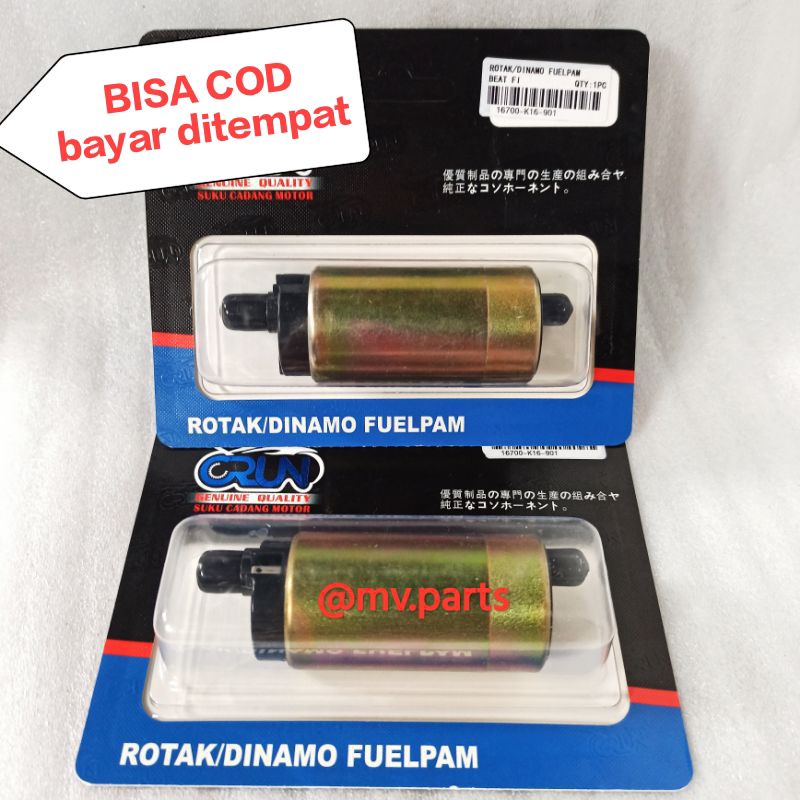 BISA COD
bayar ditempat
ROTAK/DINAMO FUELPAM
BEAT FI QTY:1PC
16700-K16-901
GENUINE QUALITY
SUKU CADANG MOTOR
優質制品の專門の生産の組み合ヤ
純正なコソホーネント。
ROTAK/DINAMO FUELPAM
16700-K16-901
CRUN
GENUINE QUALITY
SUKU CADANG MOTOR
優質制品の專門の生産の組み合ヤ
純正なコソホーネント。
@mv.parts
ROTAK/DINAMO FUELPAM